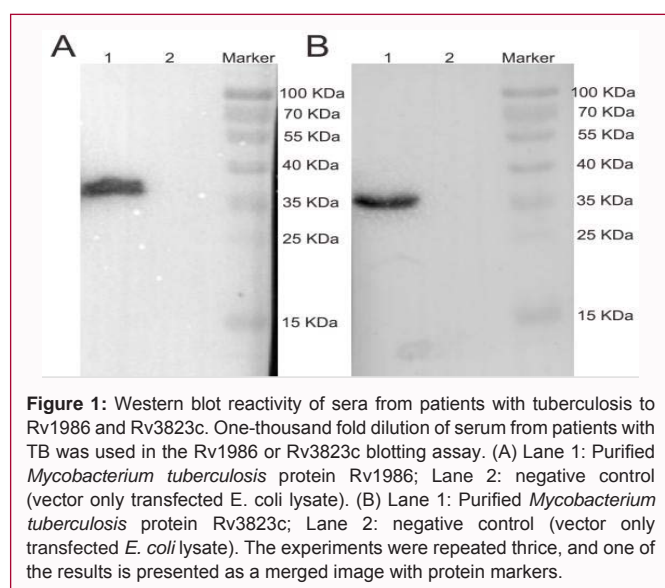 A
1
2
Marker
B
1
2
Marker
100 KDa
70 KDa
55 KDa
40 KDa
35 KDa
25 KDa
15 KDa
100 KDa
70 KDa
55 KDa
40 KDa
35 KDa
25 KDa
15 KDa
Figure 1: Western blot reactivity of sera from patients with tuberculosis to
Rv1986 and Rv3823c. One-thousand fold dilution of serum from patients with
TB was used in the Rv1986 or Rv3823c blotting assay. (A) Lane 1: Purified
Mycobacterium tuberculosis protein Rv1986; Lane 2: negative control
(vector only transfected E. coli lysate). (B) Lane 1: Purified Mycobacterium
tuberculosis protein Rv3823c; Lane 2: negative control (vector only
transfected E. coli lysate). The experiments were repeated thrice, and one of
the results is presented as a merged image with protein markers.